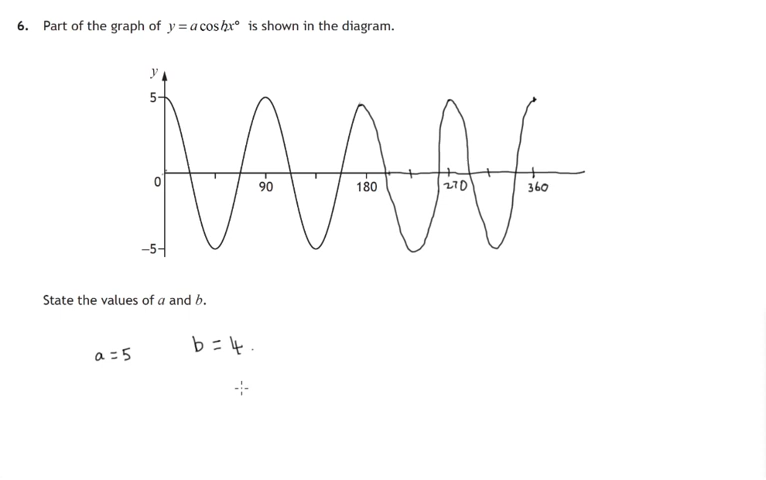 6. Part of the graph of y = a cos bx° is shown in the diagram.
y
5
0 90 180 270 360
–5
State the values of a and b.
a = 5 b = 4.